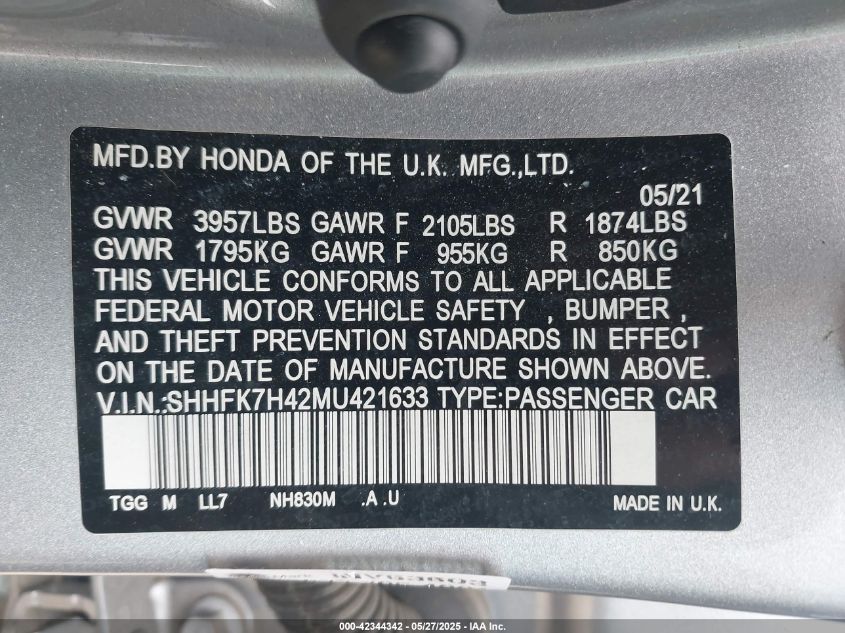 MFD.BY HONDA OF THE U.K. MFG.,LTD.
05/21
GVWR 3957LBS GAWR F 2105LBS R 1874LBS
GVWR 1795KG GAWR F 955KG R 850KG
THIS VEHICLE CONFORMS TO ALL APPLICABLE
FEDERAL MOTOR VEHICLE SAFETY , BUMPER ,
AND THEFT PREVENTION STANDARDS IN EFFECT
ON THE DATE OF MANUFACTURE SHOWN ABOVE.
V.I.N.:SHHFK7H42MU421633 TYPE:PASSENGER CAR
TGG M LL7 NH830M .A .U MADE IN U.K.
000-42344342 / 05/27/2025 - IAA, Inc.